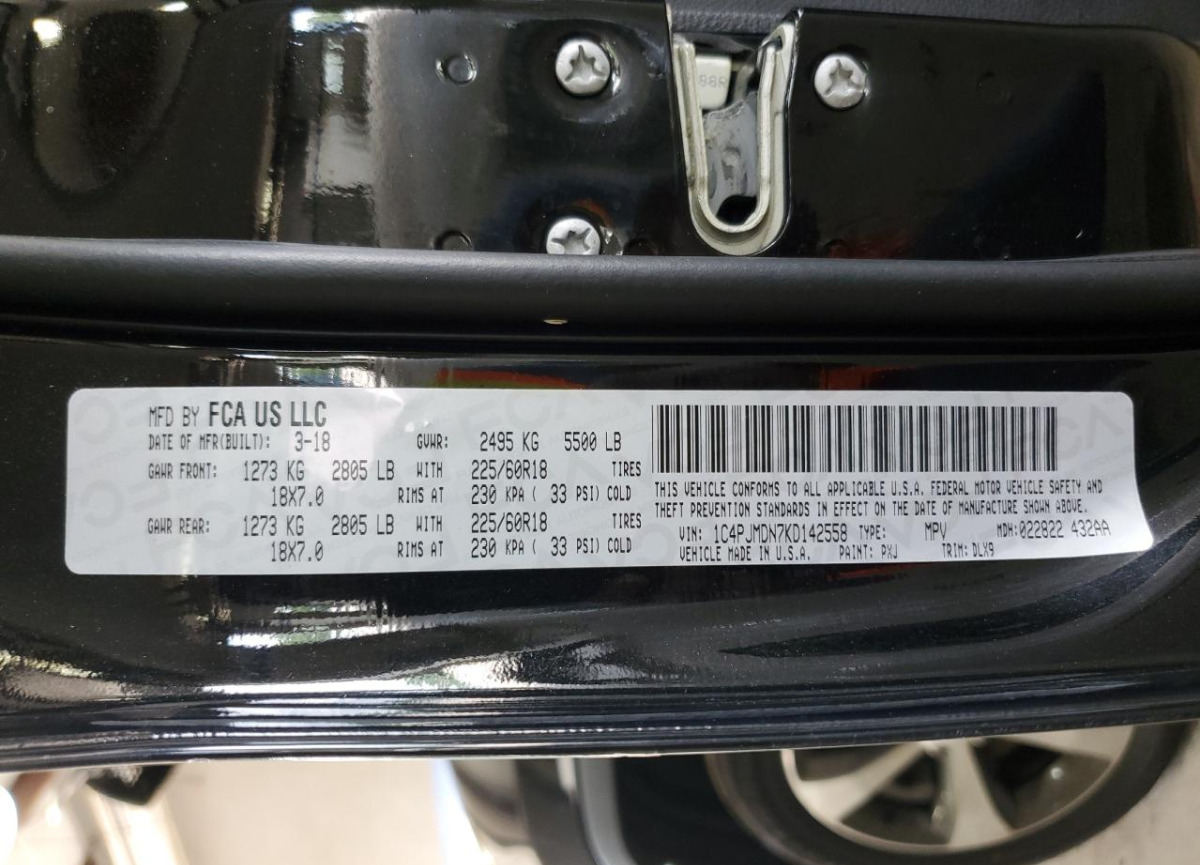 MFD BY FCA US LLC
DATE OF MFR(BUILT): 3-18 GVWR: 2495 KG 5500 LB
GAWR FRONT: 1273 KG 2805 LB WITH 225/60R18 TIRES
18X7.0 RIMS AT 230 KPA ( 33 PSI) COLD
GAWR REAR: 1273 KG 2805 LB WITH 225/60R18 TIRES
18X7.0 RIMS AT 230 KPA ( 33 PSI) COLD
THIS VEHICLE CONFORMS TO ALL APPLICABLE U.S.A. FEDERAL MOTOR VEHICLE SAFETY AND
THEFT PREVENTION STANDARDS IN EFFECT ON THE DATE OF MANUFACTURE SHOWN ABOVE.
VIN: 1C4PJMDN7KD142558 TYPE: MPV MDH:022822 432AA
VEHICLE MADE IN U.S.A. PAINT: PXJ TRIM: DLX9